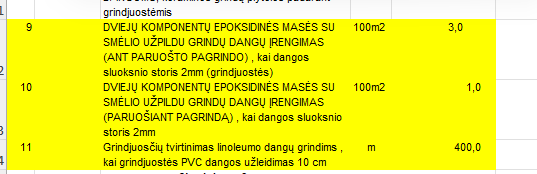 grindjuostėmis
9 DVIEJŲ KOMPONENTŲ EPOKSIDINĖS MASĖS SU 100m2 3,0
SMĖLIO UŽPILDU GRINDŲ DANGŲ ĮRENGIMAS
(ANT PARUOŠTO PAGRINDO) , kai dangos
2 sluoksnio storis 2mm (grindjuostės)
10 DVIEJŲ KOMPONENTŲ EPOKSIDINĖS MASĖS SU 100m2 1,0
SMĖLIO UŽPILDU GRINDŲ DANGŲ ĮRENGIMAS
(PARUOŠIANT PAGRINDĄ) , kai dangos sluoksnio
3 storis 2mm
11 Grindjuosčių tvirtinimas linoleumo dangų grindims , m 400,0
4 kai grindjuostės PVC dangos užleidimas 10 cm